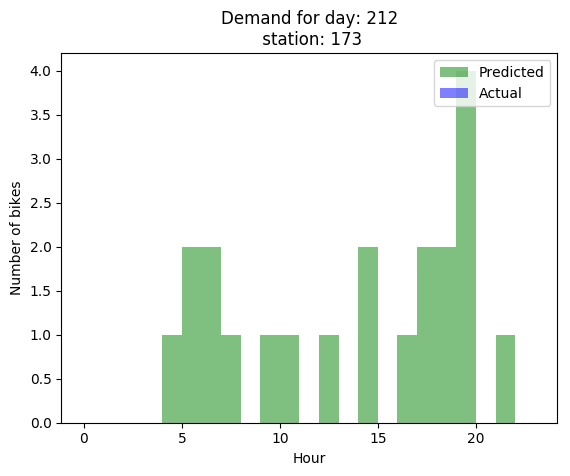 Demand for day: 212
station: 173
Predicted
Actual
4.0
3.5
3.0
2.5
2.0
1.5
1.0
0.5
0.0
Number of bikes
0 5 10 15 20
Hour